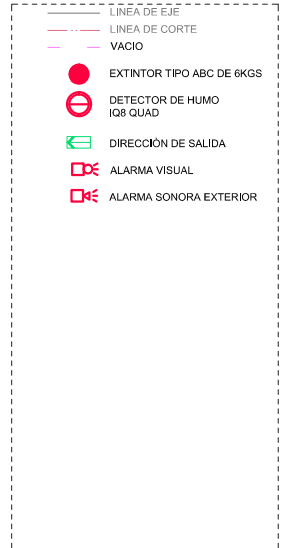 LINEA DE EJE
LINEA DE CORTE
VACIO
EXTINTOR TIPO ABC DE 6KGS
DETECTOR DE HUMO
IQ8 QUAD
DIRECCIÒN DE SALIDA
ALARMA VISUAL
ALARMA SONORA EXTERIOR